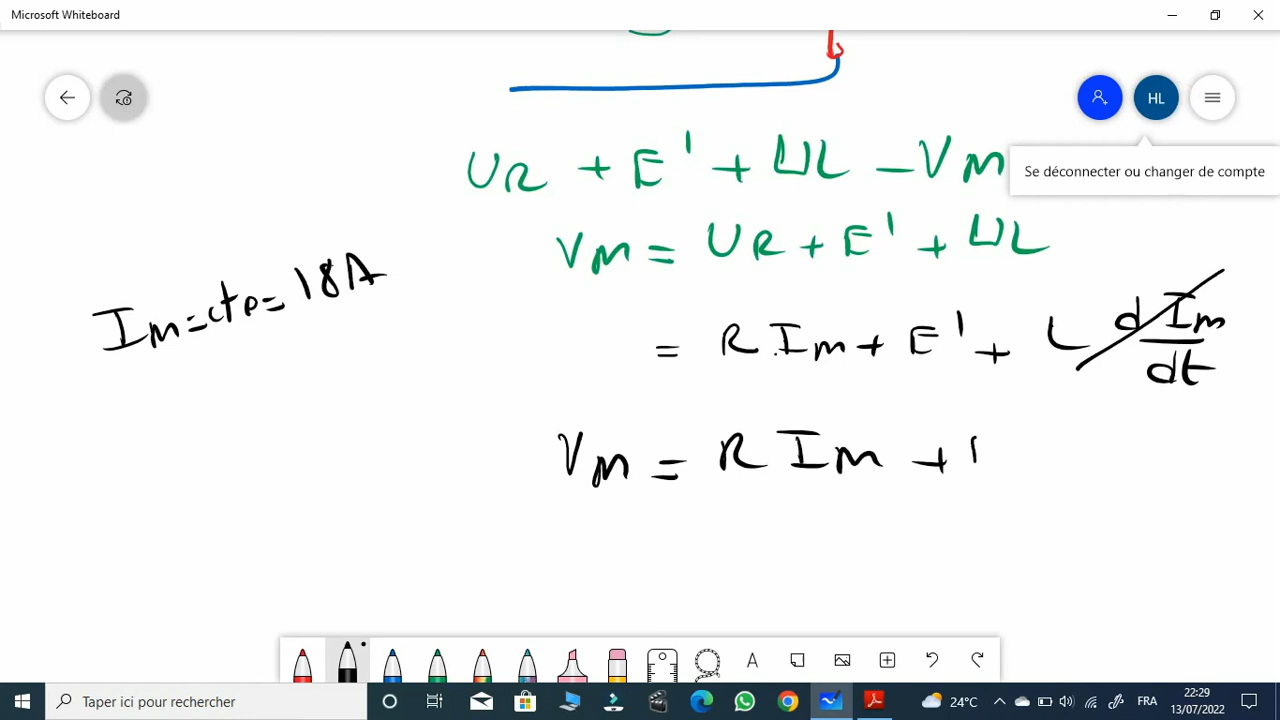 Microsoft Whiteboard
HL
Se déconnecter ou changer de compte
UR + E' + UL - VM
VM = UR + E' + UL
Im = cte = 18A
= R.Im + E' + L dIm/dt
VM = R Im + I
A
Taper ici pour rechercher
24°C
FRA
22:29
13/07/2022